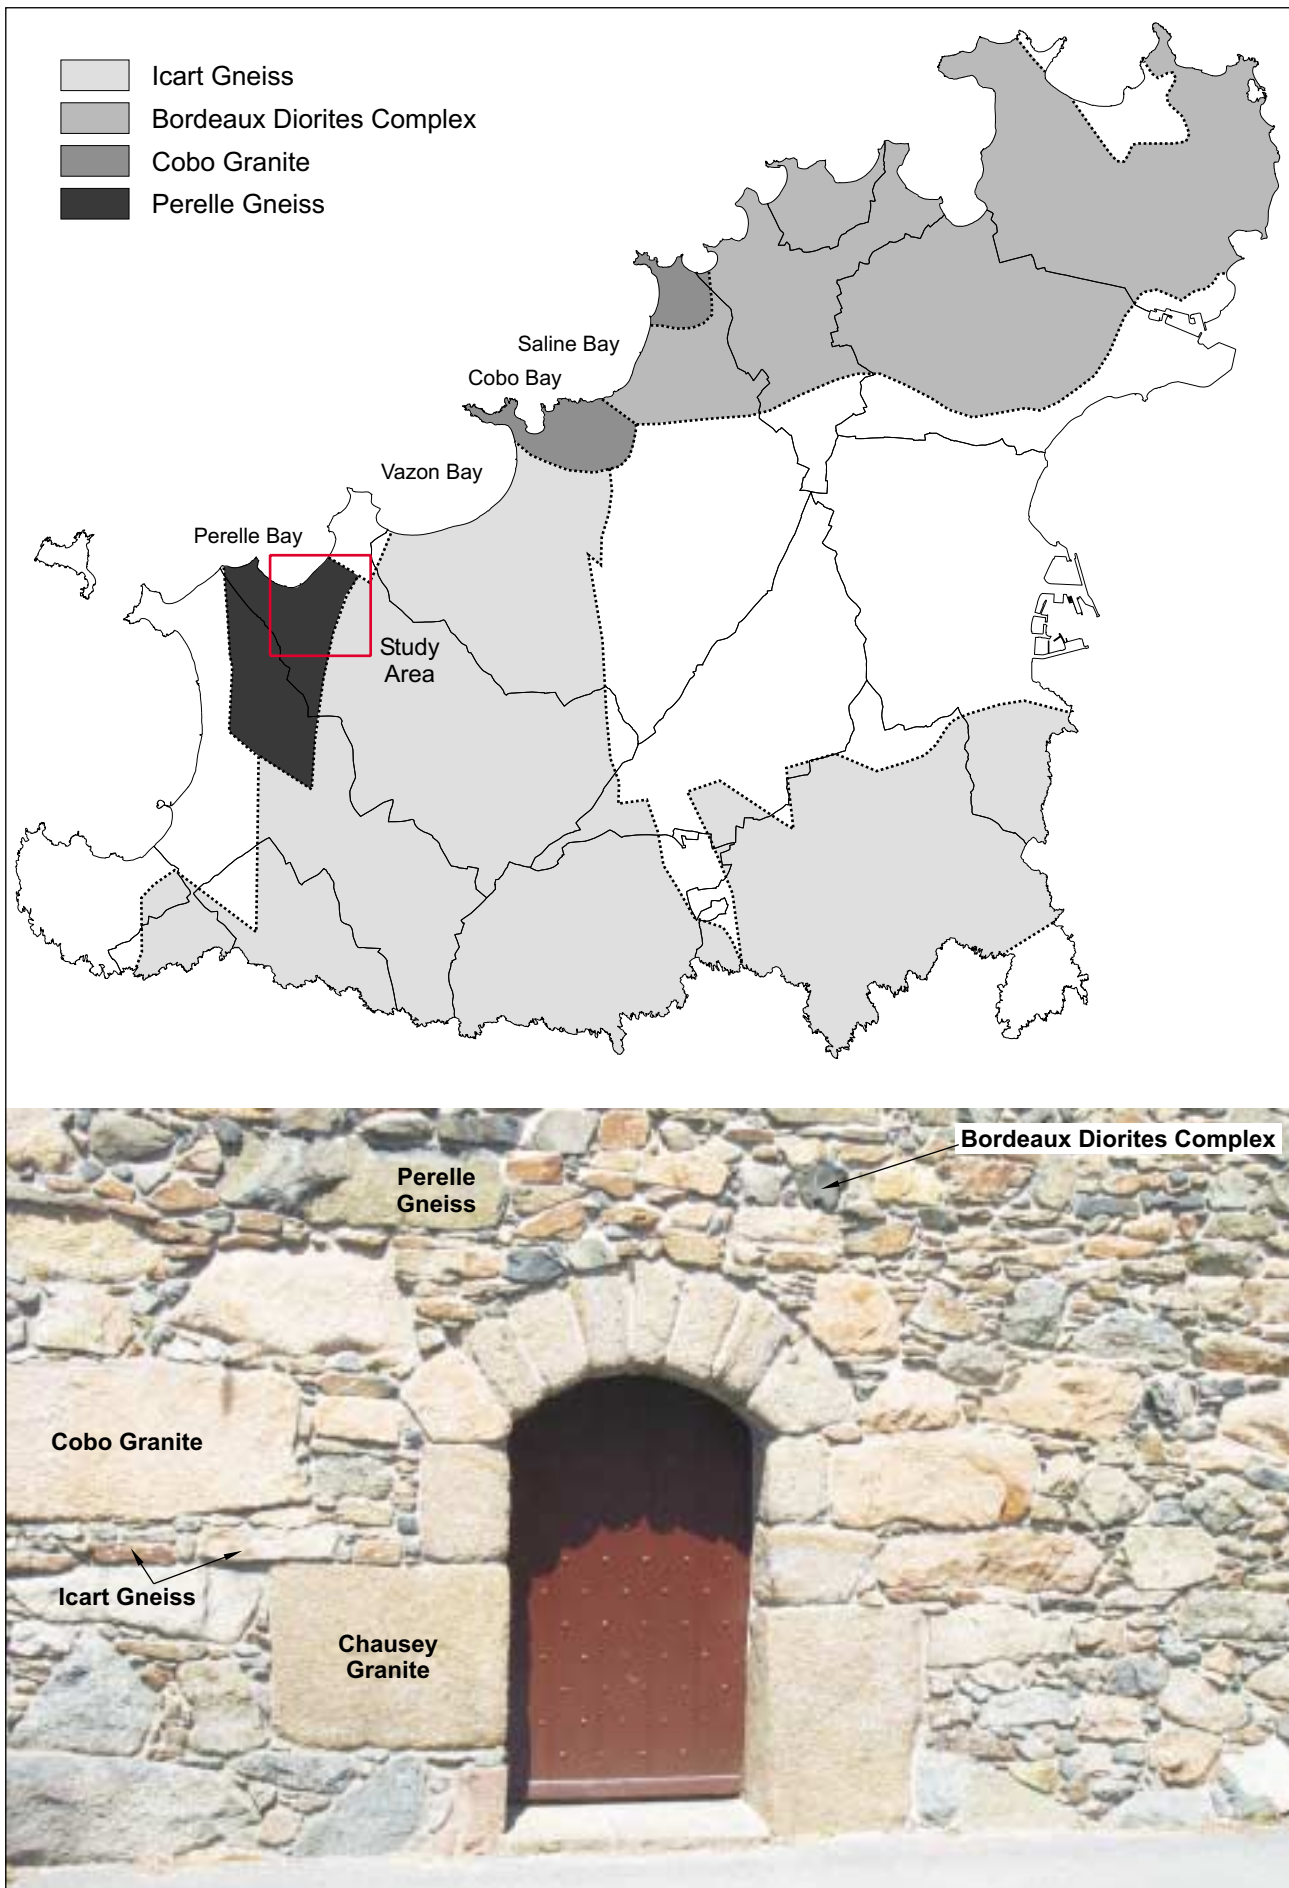 Icart Gneiss
Bordeaux Diorites Complex
Cobo Granite
Perelle Gneiss
Saline Bay
Cobo Bay
Vazon Bay
Perelle Bay
Study
Area
Bordeaux Diorites Complex
Perelle
Gneiss
Cobo Granite
Icart Gneiss
Chausey
Granite